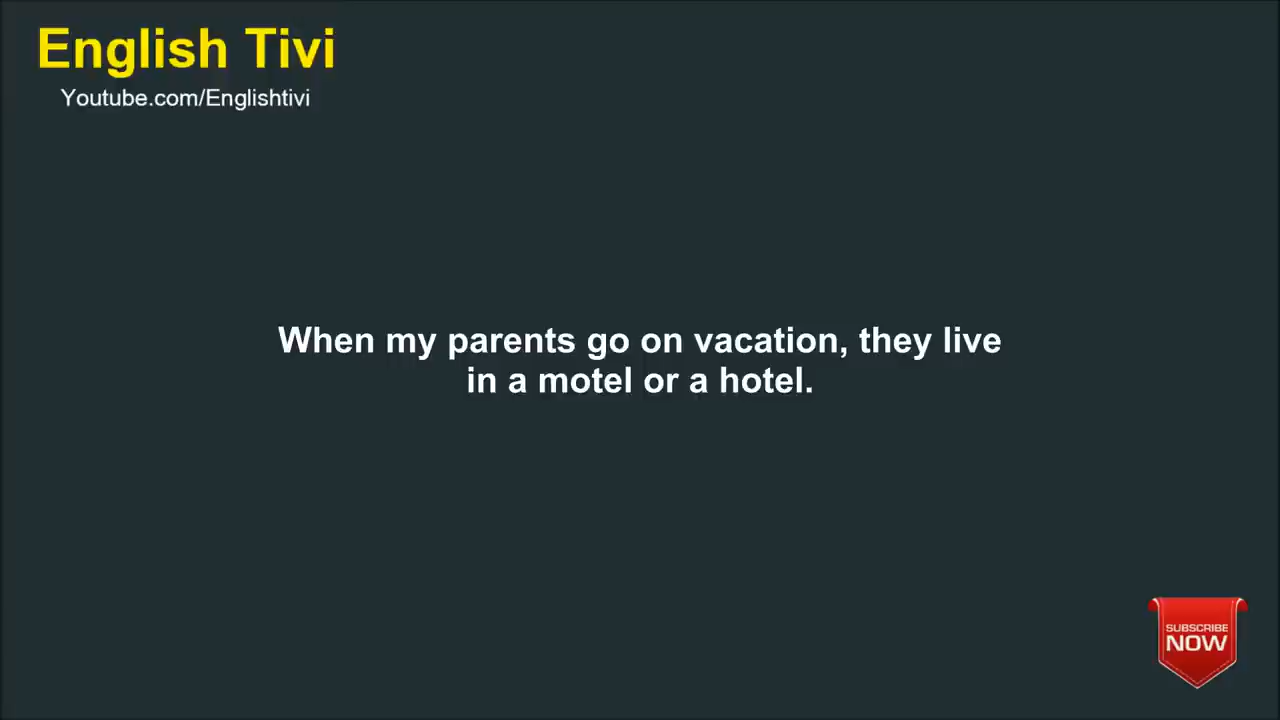 English Tivi
Youtube.com/Englishtivi
When my parents go on vacation, they live
in a motel or a hotel.
SUBSCRIBE
NOW